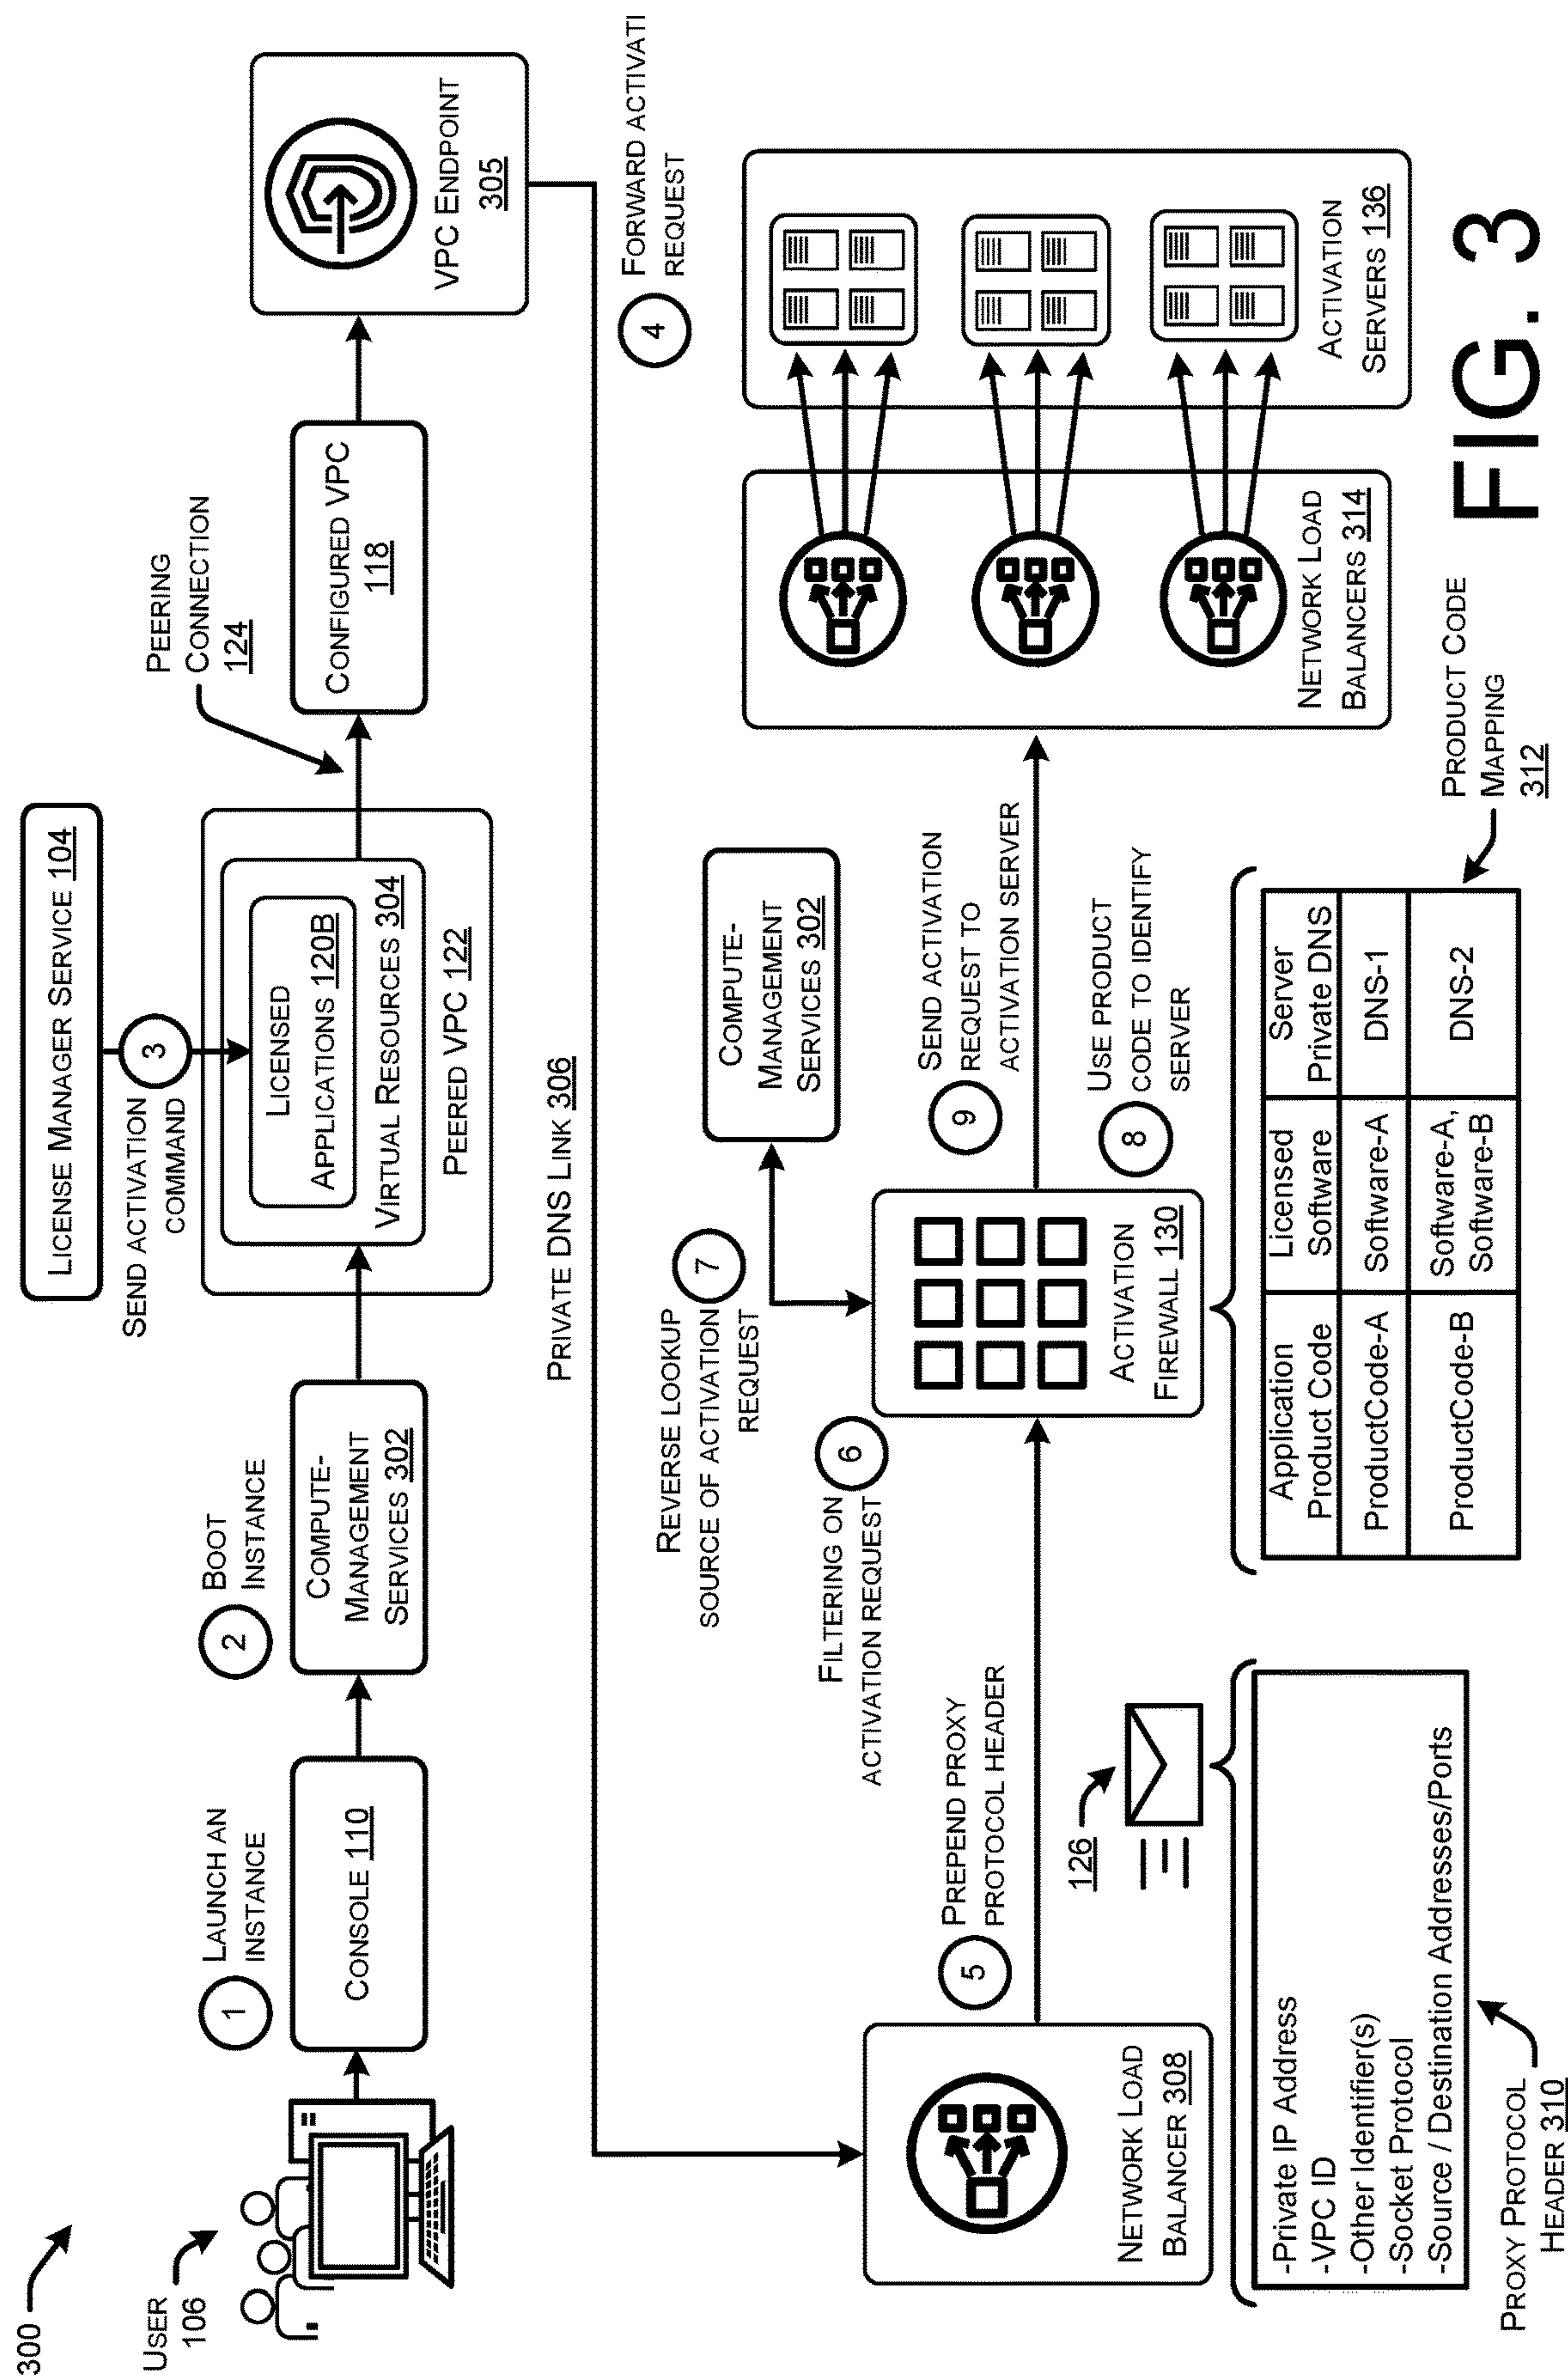 300
USER
106
1
LAUNCH AN
INSTANCE
CONSOLE 110
2
BOOT
INSTANCE
COMPUTE-
MANAGEMENT
SERVICES 302
LICENSE MANAGER SERVICE 104
3
SEND ACTIVATION
COMMAND
LICENSED
APPLICATIONS 120B
VIRTUAL RESOURCES 304
PEERED VPC 122
PEERING
CONNECTION
124
CONFIGURED VPC
118
VPC ENDPOINT
305
PRIVATE DNS LINK 306
4
FORWARD ACTIVATI
REQUEST
NETWORK LOAD
BALANCER 308
5
PREPEND PROXY
PROTOCOL HEADER
126
-Private IP Address
-VPC ID
-Other Identifier(s)
-Socket Protocol
-Source / Destination Addresses/Ports
PROXY PROTOCOL
HEADER 310
6
FILTERING ON
ACTIVATION REQUEST
7
REVERSE LOOKUP
SOURCE OF ACTIVATION
REQUEST
COMPUTE-
MANAGEMENT
SERVICES 302
ACTIVATION
FIREWALL 130
8
USE PRODUCT
CODE TO IDENTIFY
SERVER
9
SEND ACTIVATION
REQUEST TO
ACTIVATION SERVER
Application
Product Code
Licensed
Software
Server
Private DNS
ProductCode-A
Software-A
DNS-1
ProductCode-B
Software-A,
Software-B
DNS-2
PRODUCT CODE
MAPPING
312
NETWORK LOAD
BALANCERS 314
ACTIVATION
SERVERS 136
FIG. 3